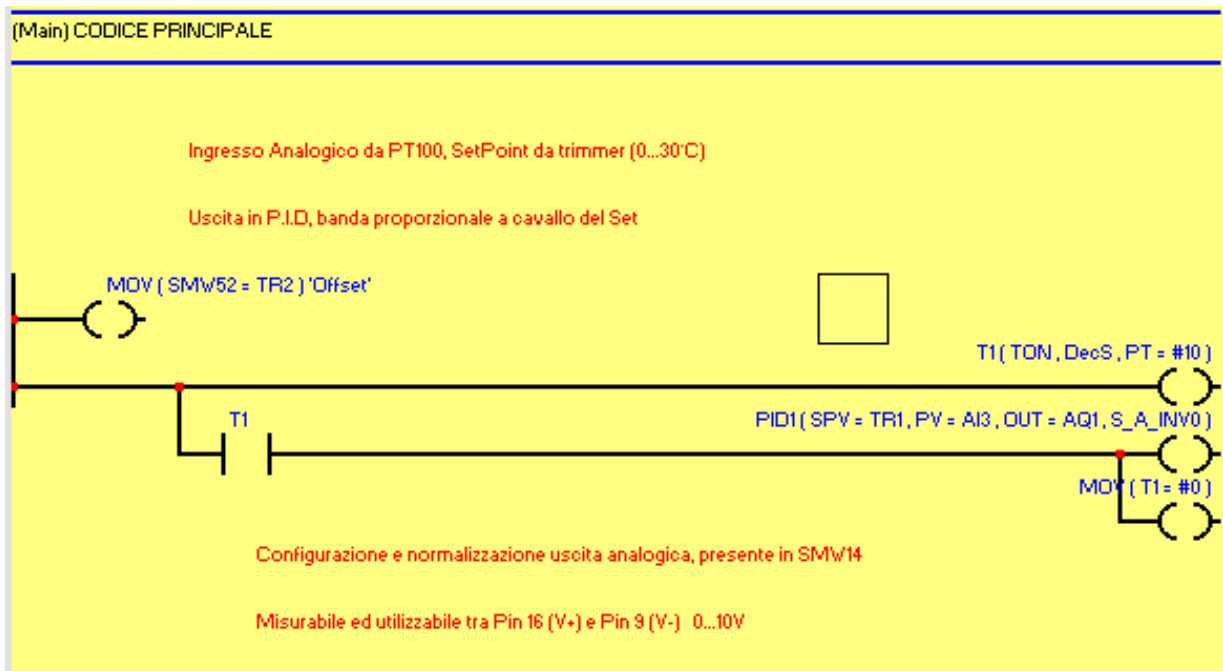 (Main) CODICE PRINCIPALE
Ingresso Analogico da PT100, SetPoint da trimmer (0...30°C)
Uscita in P.I.D, banda proporzionale a cavallo del Set
MOV ( SMW52 = TR2 ) 'Offset'
T1( TON , DecS , PT = #10 )
T1
PID1( SPV = TR1, PV = AI3 , OUT = AQ1, S_A_INV0 )
MOV ( T1= #0 )
Configurazione e normalizzazione uscita analogica, presente in SMW14
Misurabile ed utilizzabile tra Pin 16 (V+) e Pin 9 (V-) 0...10V